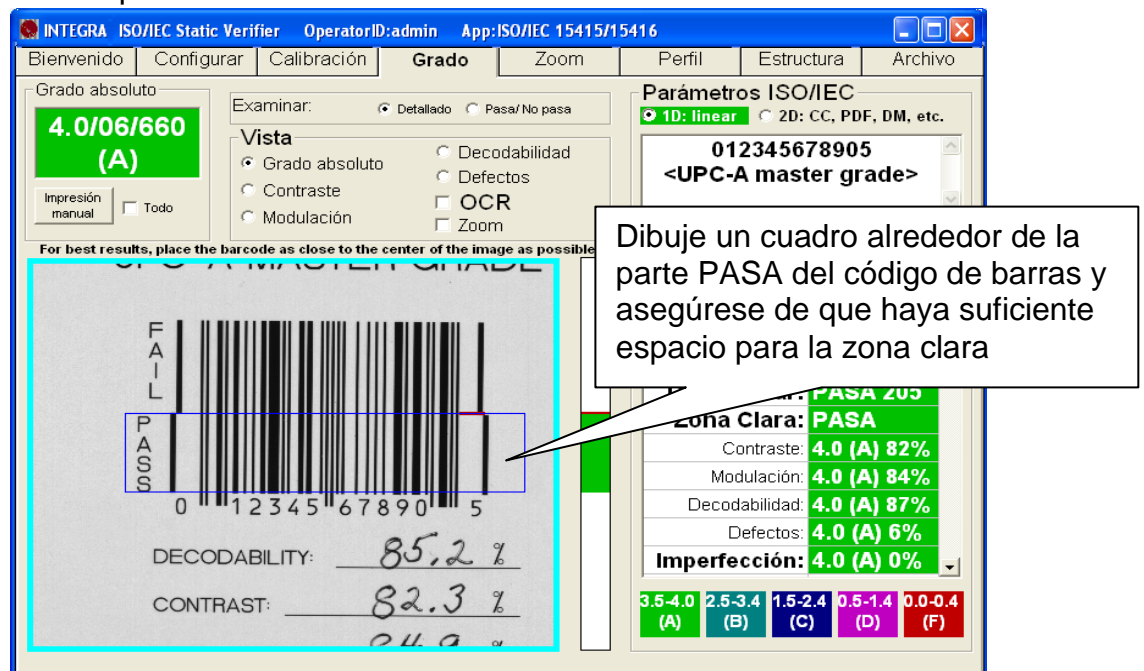 INTEGRA ISO/IEC Static Verifier OperatorID:admin App:ISO/IEC 15415/15416
Bienvenido Configurar Calibración Grado Zoom Perfil Estructura Archivo
Grado absoluto
4.0/06/660
(A)
Impresión manual
Todo
Examinar: Detallado Pasa/ No pasa
Vista
Grado absoluto
Contraste
Modulación
Decodabilidad
Defectos
OCR
Zoom
For best results, place the barcode as close to the center of the image as possible
Parámetros ISO/IEC
1D: linear 2D: CC, PDF, DM, etc.
012345678905
<UPC-A master grade>
Dibuje un cuadro alrededor de la
parte PASA del código de barras y
asegúrese de que haya suficiente
espacio para la zona clara
UPC-A MASTER GRADE
FAIL
PASS
0 12345 67890 5
DECODABILITY: 85.2 %
CONTRAST: 82.3 %
PASA 205
Zona Clara: PASA
Contraste: 4.0 (A) 82%
Modulación: 4.0 (A) 84%
Decodabilidad: 4.0 (A) 87%
Defectos: 4.0 (A) 6%
Imperfección: 4.0 (A) 0%
3.5-4.0 (A)
2.5-3.4 (B)
1.5-2.4 (C)
0.5-1.4 (D)
0.0-0.4 (F)